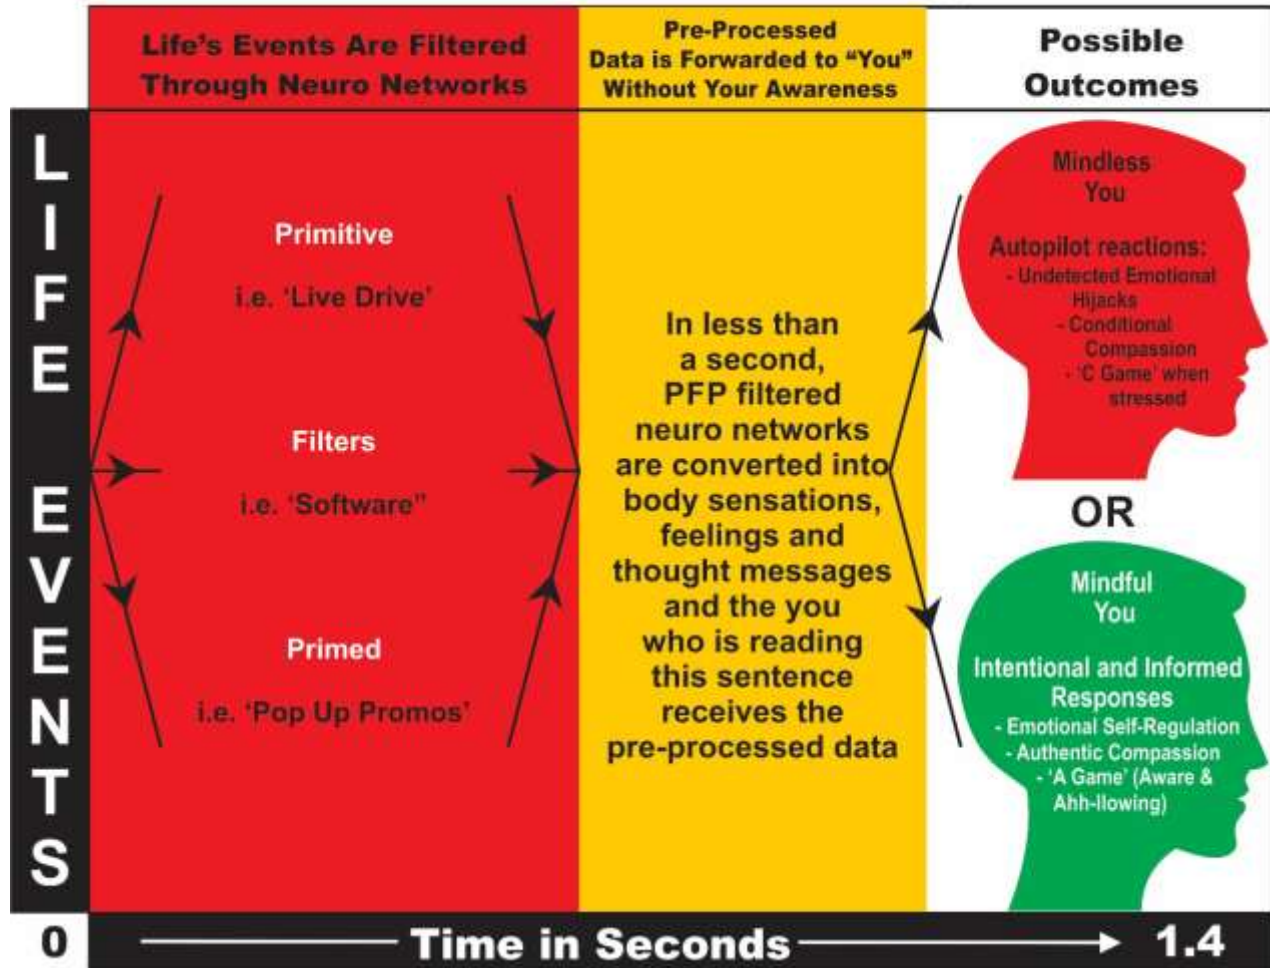 Life's Events Are Filtered
Through Neuro Networks
Pre-Processed
Data is Forwarded to “You”
Without Your Awareness
Possible
Outcomes
LIFE EVENTS
Primitive
i.e. ‘Live Drive’
Filters
i.e. ‘Software”
Primed
i.e. ‘Pop Up Promos’
In less than
a second,
PFP filtered
neuro networks
are converted into
body sensations,
feelings and
thought messages
and the you
who is reading
this sentence
receives the
pre-processed data
Mindless
You
Autopilot reactions:
- Undetected Emotional
Hijacks
- Conditional
Compassion
- ‘C Game’ when
stressed
OR
Mindful
You
Intentional and Informed
Responses
- Emotional Self-Regulation
- Authentic Compassion
- ‘A Game’ (Aware &
Ahh-llowing)
0 Time in Seconds 1.4